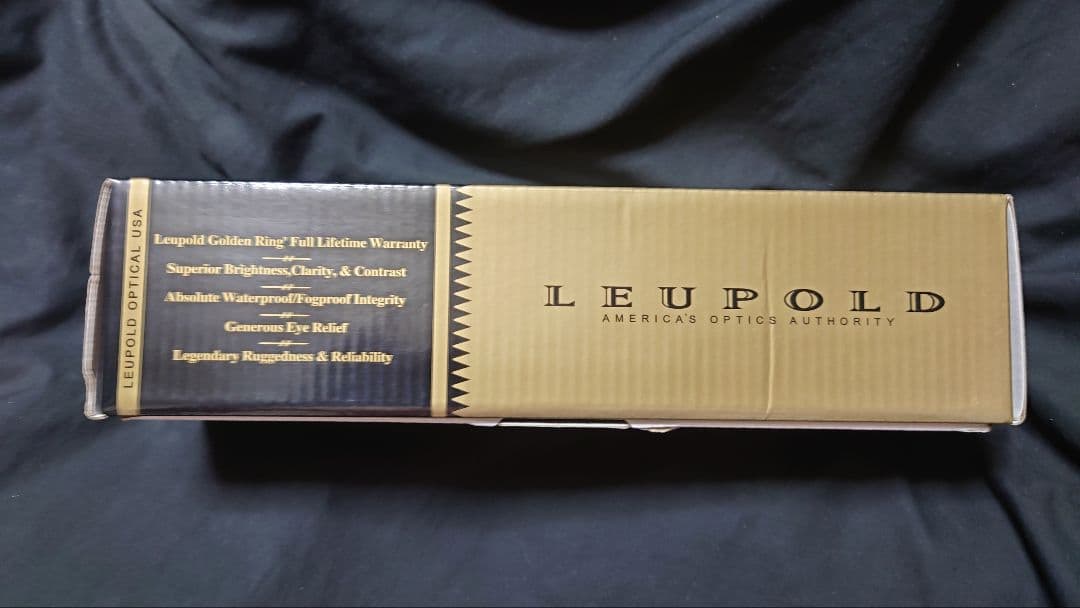 LEUPOLD OPTICAL USA
Leupold Golden Ring' Full Lifetime Warranty
Superior Brightness,Clarity, & Contrast
Absolute Waterproof/Fogproof Integrity
Generous Eye Relief
Legendary Ruggedness & Reliability
LEUPOLD
AMERICA'S OPTICS AUTHORITY